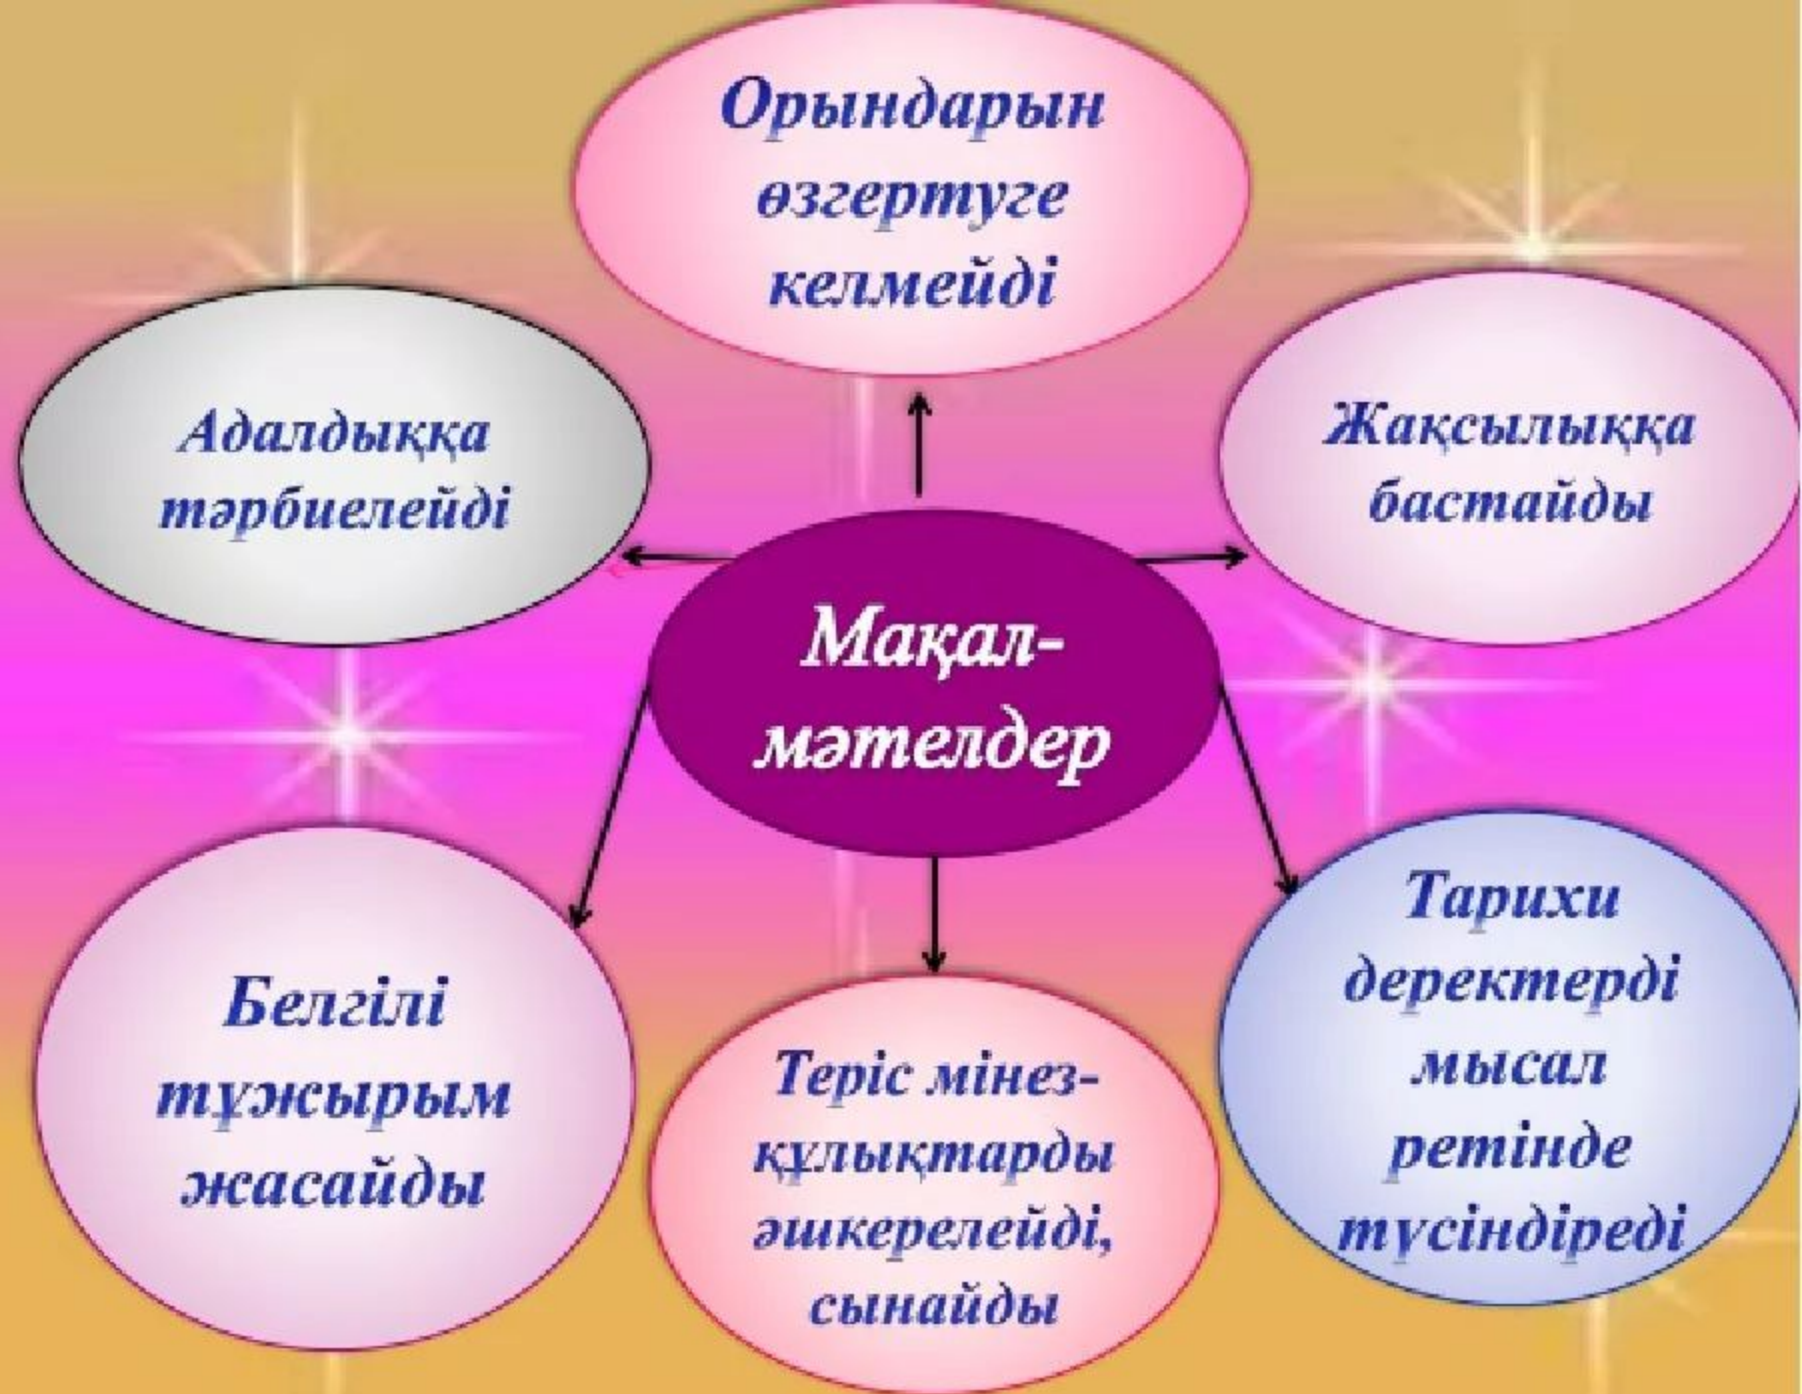 Орындарын
өзгертуге
келмейді
Адалдыққа
тәрбиелейді
Жақсылыққа
бастайды
Мақал-
мәтелдер
Белгілі
тұжырым
жасайды
Теріс мінез-
құлықтарды
әшкерелейді,
сынайды
Тарихи
деректерді
мысал
ретінде
түсіндіреді